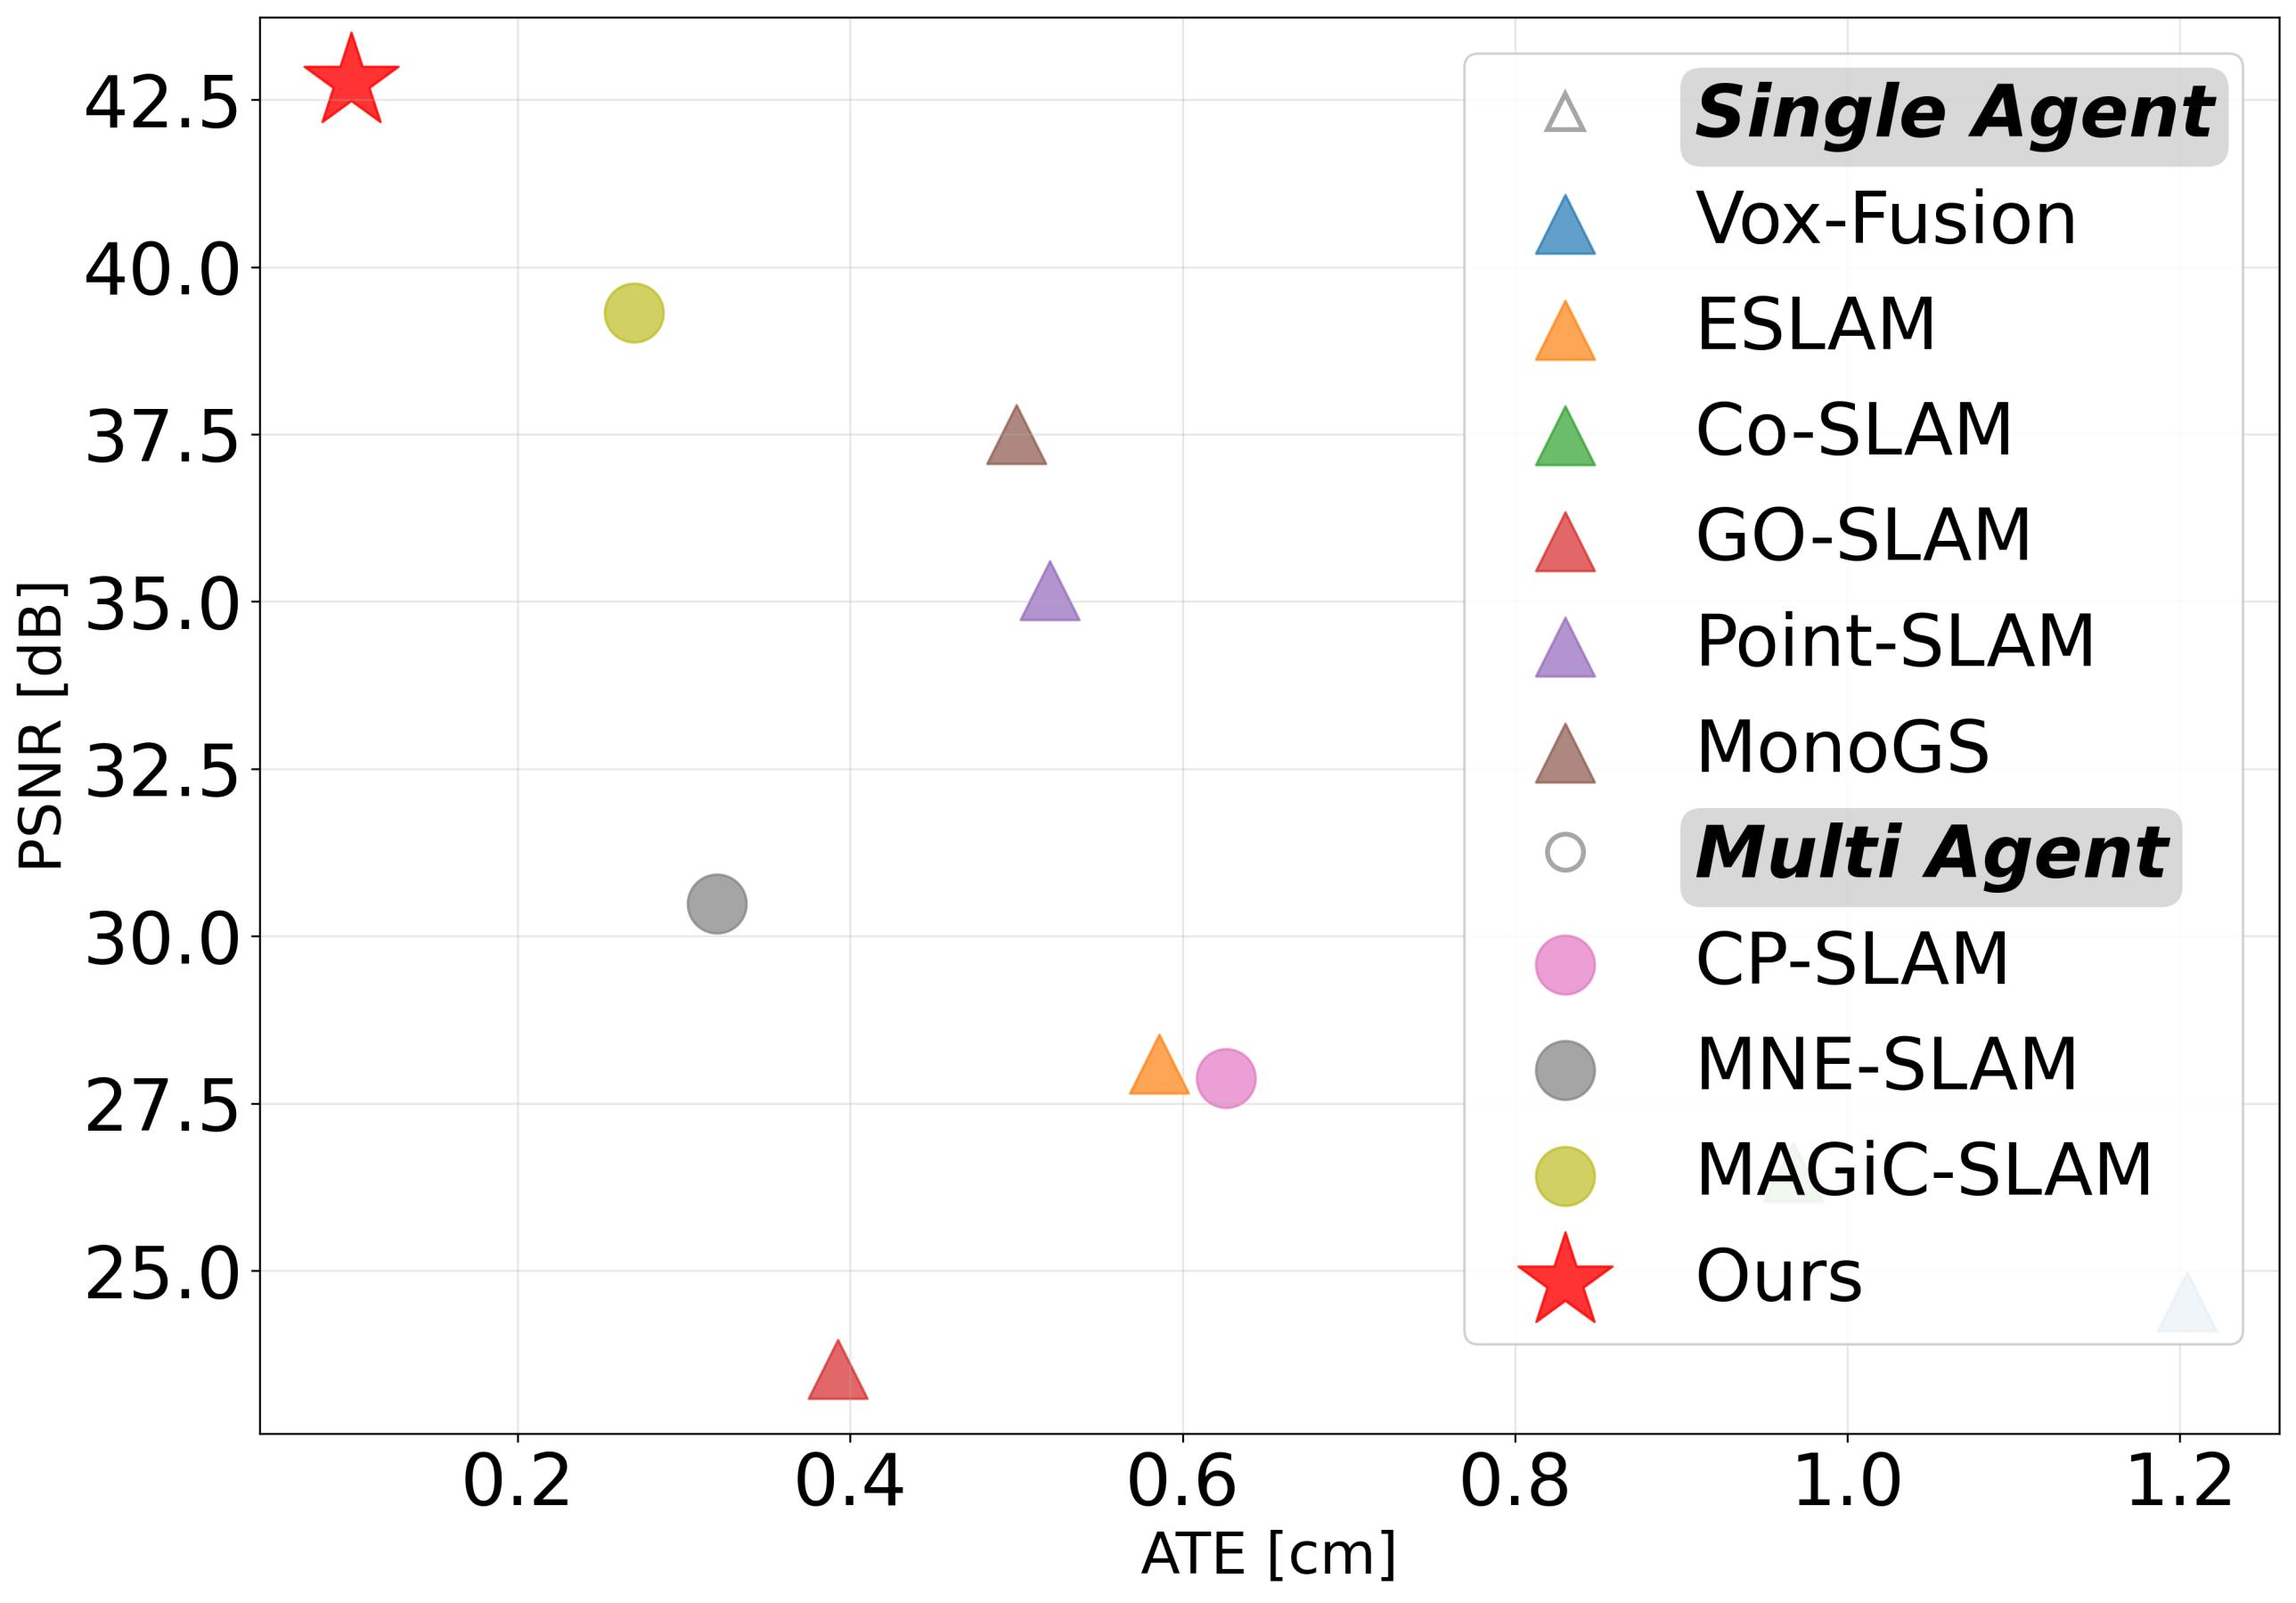 42.5
40.0
37.5
35.0
32.5
30.0
27.5
25.0
PSNR [dB]
0.2
0.4
0.6
0.8
1.0
1.2
ATE [cm]
Single Agent
Vox-Fusion
ESLAM
Co-SLAM
GO-SLAM
Point-SLAM
MonoGS
Multi Agent
CP-SLAM
MNE-SLAM
MAGiC-SLAM
Ours